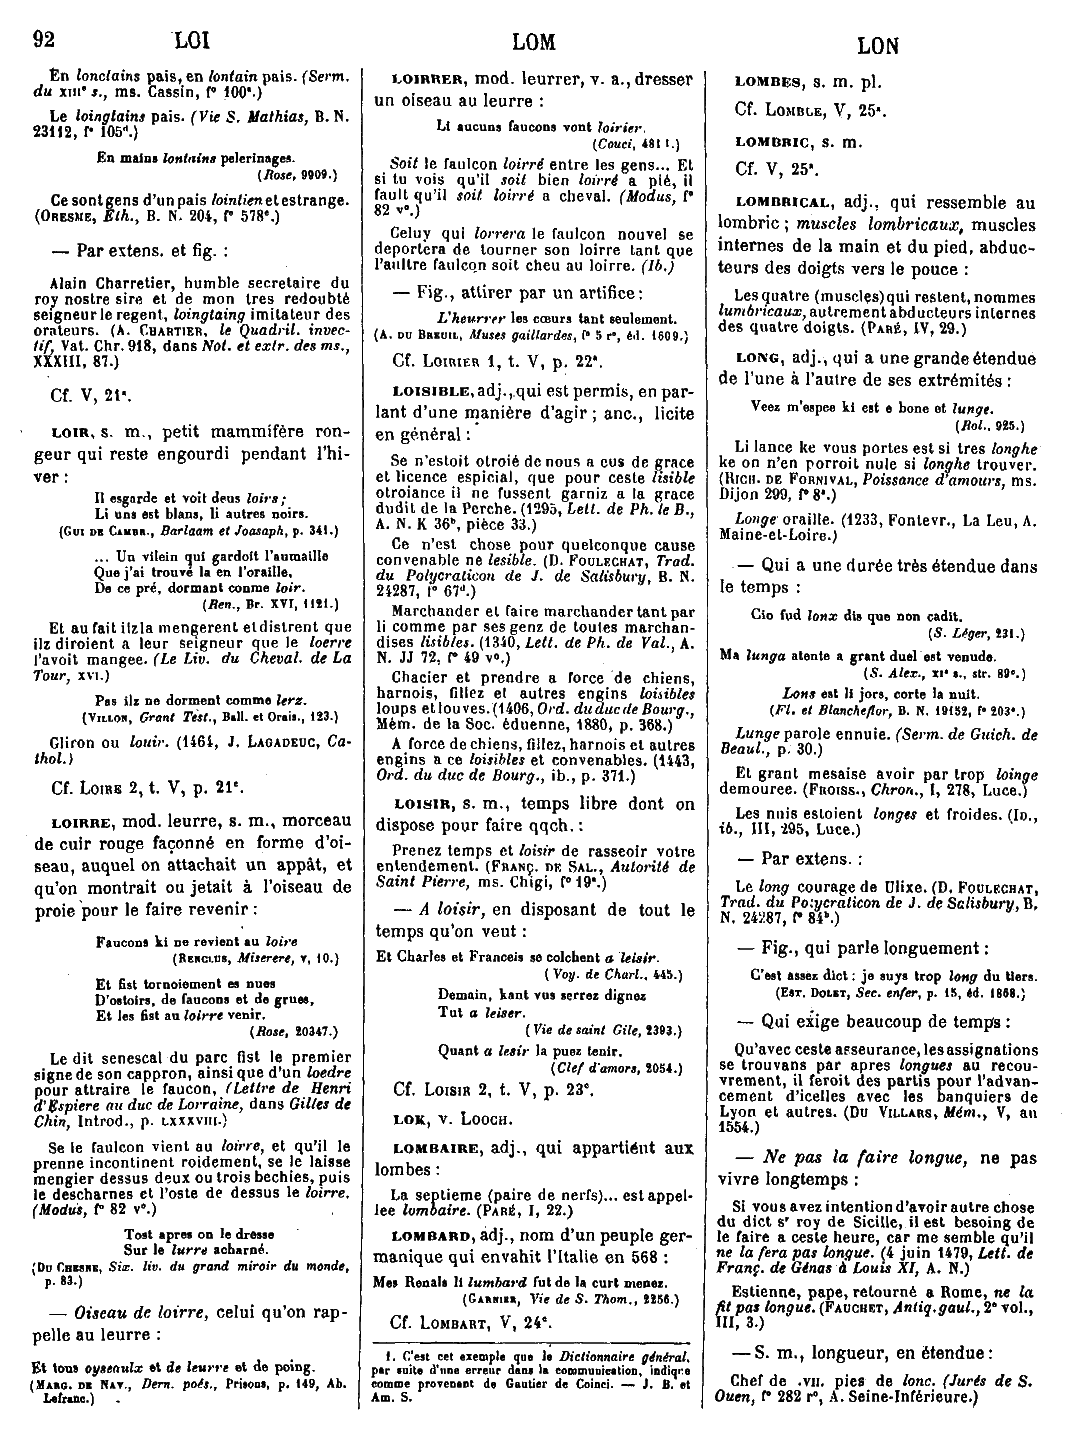 92
LOI
LOM
LON
En lonclains pais, en lontain pais. (Serm.
du XIIIe s., ms. Cassin, fo 100a.)
Le loingtains pais. (Vie S. Mathias, B. N.
23112, fo 105d.)
En mains lontains pelerinages.
(Rose, 9909.)
Ce sont gens d'un pais lointien et estrange.
(ORESME, Eth., B. N. 204, fo 578c.)
— Par extens. et fig. :
Alain Charretier, humble secretaire du
roy nostre sire et de mon tres redoubté
seigneur le regent, loingtaing imitateur des
orateurs. (A. CHARTIER, le Quadril. invec-
tif, Vat. Chr. 918, dans Not. et extr. des ms.,
XXXIII, 87.)
Cf. V, 21a.
LOIR, s. m., petit mammifère ron-
geur qui reste engourdi pendant l'hi-
ver :
Il esgarde et voit deus loirs ;
Li uns est blans, li autres noirs.
(GUI DE CAMBR., Barlaam et Joasaph, p. 341.)
... Un vilein qui gardoit l'aumaille
Que j'ai trouvé la en l'oraille,
De ce pré, dormant conme loir.
(Ren., Br. XVI, 1121.)
Et au fait ilz la mengerent et distrent que
ilz diroient a leur seigneur que le loerre
l'avoit mangee. (Le Liv. du Cheval. de La
Tour, XVI.)
Pas ilz ne dorment comme lerz.
(VILLON, Grant Test., Ball. et Orais., 123.)
Gliron ou louir. (1464, J. LAGADEUC, Ca-
thol.)
Cf. LOIRE 2, t. V, p. 21c.
LOIRRE, mod. leurre, s. m., morceau
de cuir rouge façonné en forme d'oi-
seau, auquel on attachait un appât, et
qu'on montrait ou jetait à l'oiseau de
proie pour le faire revenir :
Faucons ki ne revient au loire
(RENCLUS, Miserere, V, 10.)
Et fist tornoiement es nues
D'ostoirs, de faucons et de grues,
Et les fist au loirre venir.
(Rose, 20347.)
Le dit senescal du parc fist le premier
signe de son cappron, ainsi que d'un loedre
pour attraire le faucon, (Lettre de Henri
d'Espiere au duc de Lorraine, dans Gilles de
Chin, Introd., p. LXXXVIII.)
Se le faulcon vient au loirre, et qu'il le
prenne incontinent roidement, se le laisse
mengier dessus deux ou trois bechies, puis
le descharnes et l'oste de dessus le loirre.
(Modus, fo 82 vo.)
Tost apres on le dresse
Sur le lurre acharné.
(DU CHESNE, Six. liv. du grand miroir du monde,
p. 83.)
— Oiseau de loirre, celui qu'on rap-
pelle au leurre :
Et tous oyseaulx et de leurre et de poing.
(MARG. DE NAV., Dern. poés., Prisons, p. 149, Ab.
Lefranc.)
LOIRRER, mod. leurrer, v. a., dresser
un oiseau au leurre :
Li aucuns faucons vont loirier.
(Couci, 481 1.)
Soit le faulcon loirré entre les gens... Et
si tu vois qu'il soit bien loirré a pié, il
fault qu'il soit loirré a cheval. (Modus, fo
82 vo.)
Celuy qui lorrera le faulcon nouvel se
deportera de tourner son loirre tant que
l'aultre faulcon soit cheu au loirre. (Ib.)
— Fig., attirer par un artifice :
L'heurrer les cœurs tant seulement.
(A. DU BREUIL, Muses gaillardes, fo 5 ro, éd. 1609.)
Cf. LOIRIER 1, t. V, p. 22a.
LOISIBLE, adj., qui est permis, en par-
lant d'une manière d'agir ; anc., licite
en général :
Se n'estoit otroié de nous a eus de grace
et licence espicial, que pour ceste lisible
otroiance il ne fussent garniz a la grace
dudit de la Perche. (1295, Lett. de Ph. le B.,
A. N. K 36b, pièce 33.)
Ce n'est chose pour quelconque cause
convenable ne lesible. (D. FOULECHAT, Trad.
du Polycraticon de J. de Salisbury, B. N.
24287, fo 67d.)
Marchander et faire marchander tant par
li comme par ses genz de toutes marchan-
dises lisibles. (1340, Lett. de Ph. de Val., A.
N. JJ 72, fo 49 vo.)
Chacier et prendre a force de chiens,
harnois, fillez et autres engins loisibles
loups et louves. (1406, Ord. du duc de Bourg.,
Mém. de la Soc. éduenne, 1880, p. 368.)
A force de chiens, fillez, harnois et autres
engins a ce loisibles et convenables. (1443,
Ord. du duc de Bourg., ib., p. 371.)
LOISIR, s. m., temps libre dont on
dispose pour faire qqch. :
Prenez temps et loisir de rasseoir votre
entendement. (FRANÇ. DE SAL., Autorité de
Saint Pierre, ms. Chigi, fo 19a.)
— A loisir, en disposant de tout le
temps qu'on veut :
Et Charles et Franceis se colchent a leisir.
(Voy. de Charl., 445.)
Demain, kant vus serrez dignez
Tut a leiser.
(Vie de saint Gile, 2393.)
Quant a lesir la puez tenir.
(Clef d'amors, 2054.)
Cf. LOISIR 2, t. V, p. 23c.
LOK, v. LOOCH.
LOMBAIRE, adj., qui appartient aux
lombes :
La septieme (paire de nerfs)... est appel-
lee lumbaire. (PARÉ, I, 22.)
LOMBARD, adj., nom d'un peuple ger-
manique qui envahit l'Italie en 568 :
Mes Renals li lumbard fut de la curt menez.
(GARNIER, Vie de S. Thom., 2256.)
Cf. LOMBART, V, 24c.
1. C'est cet exemple que le Dictionnaire général,
par suite d'une erreur dans la communication, indique
comme provenant de Gautier de Coinci. — J. B. et
Am. S.
LOMBES, s. m. pl.
Cf. LOMBLE, V, 25a.
LOMBRIC, s. m.
Cf. V, 25a.
LOMBRICAL, adj., qui ressemble au
lombric ; muscles lombricaux, muscles
internes de la main et du pied, abduc-
teurs des doigts vers le pouce :
Les quatre (muscles) qui restent, nommes
lumbricaux, autrement abducteurs internes
des quatre doigts. (PARÉ, IV, 29.)
LONG, adj., qui a une grande étendue
de l'une à l'autre de ses extrémités :
Veez m'espee ki est e bone et lunge.
(Rol., 925.)
Li lance ke vous portes est si tres longhe
ke on n'en porroit nule si longhe trouver.
(RICH. DE FORNIVAL, Poissance d'amours, ms.
Dijon 299, fo 8a.)
Longe oraille. (1233, Fontevr., La Leu, A.
Maine-et-Loire.)
— Qui a une durée très étendue dans
le temps :
Cio fud lonx dis que non cadit.
(S. Léger, 231.)
Ma lunga atente a grant duel est venude.
(S. Alex., XIe s., str. 89e.)
Lons est li jors, corte la nuit.
(Fl. et Blancheflor, B. N. 19152, fo 203a.)
Lunge parole ennuie. (Serm. de Guich. de
Beaul., p. 30.)
Et grant mesaise avoir par trop loinge
demouree. (FROISS., Chron., I, 278, Luce.)
Les nuis estoient longes et froides. (ID.,
ib., III, 295, Luce.)
— Par extens. :
Le long courage de Ulixe. (D. FOULECHAT,
Trad. du Polycraticon de J. de Salisbury, B.
N. 24287, fo 84b.)
— Fig., qui parle longuement :
C'est assez dict : je suys trop long du tiers.
(EST. DOLET, Sec. enfer, p. 15, éd. 1868.)
— Qui exige beaucoup de temps :
Qu'avec ceste asseurance, les assignations
se trouvans par apres longues au recou-
vrement, il feroit des partis pour l'advan-
cement d'icelles avec les banquiers de
Lyon et autres. (DU VILLARS, Mém., V, an
1554.)
— Ne pas la faire longue, ne pas
vivre longtemps :
Si vous avez intention d'avoir autre chose
du dict sr roy de Sicille, il est besoing de
le faire a ceste heure, car me semble qu'il
ne la fera pas longue. (4 juin 1479, Lett. de
Franç. de Génas à Louis XI, A. N.)
Estienne, pape, retourné a Rome, ne la
fit pas longue. (FAUCHET, Antiq. gaul., 2e vol.,
III, 3.)
— S. m., longueur, en étendue :
Chef de .VII. pies de lonc. (Jurés de S.
Ouen, fo 282 ro, A. Seine-Inférieure.)